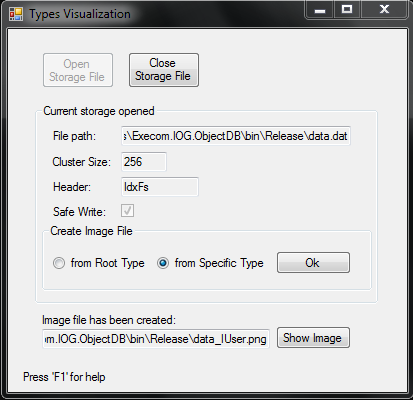 Types Visualization
Open
Storage File
Close
Storage File
Current storage opened
File path: s\Execom.IOG.ObjectDB\bin\Release\data.dat
Cluster Size: 256
Header: IdxFs
Safe Write:
Create Image File
from Root Type from Specific Type Ok
Image file has been created:
om.IOG.ObjectDB\bin\Release\data_IUser.png Show Image
Press 'F1' for help